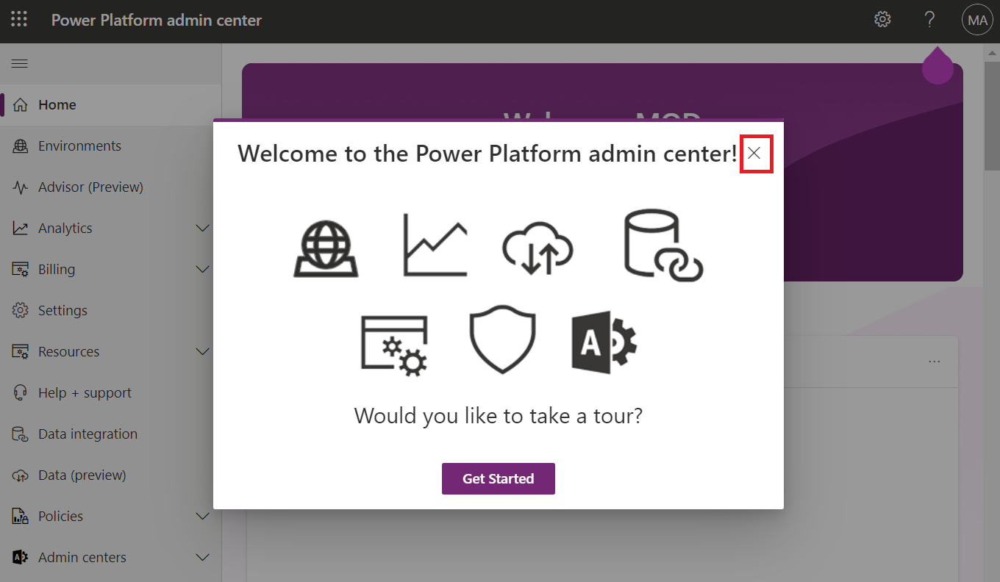 Power Platform admin center
?
MA
Home
Environments
Advisor (Preview)
Analytics
Billing
Settings
Resources
Help + support
Data integration
Data (preview)
Policies
Admin centers
Welcome to the Power Platform admin center!
A
Would you like to take a tour?
Get Started